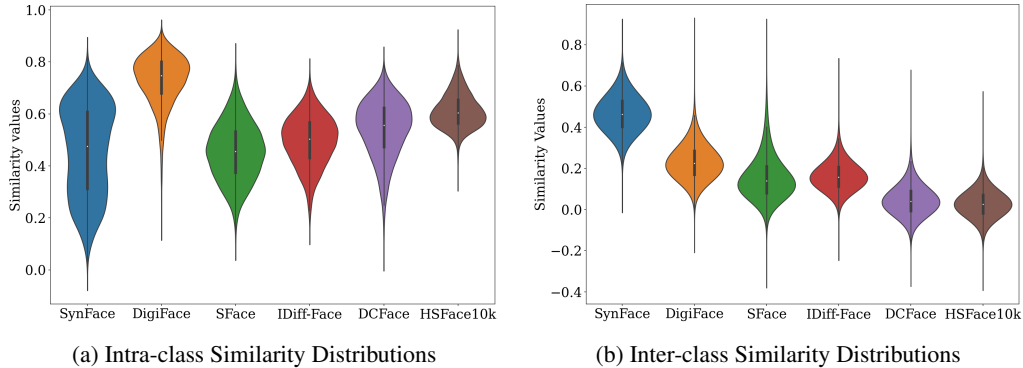 1.0
0.8
0.6
0.4
0.2
0.0
Similarity values
SynFace DigiFace SFace IDiff-Face DCFace HSFace10k
(a) Intra-class Similarity Distributions
0.8
0.6
0.4
0.2
0.0
−0.2
−0.4
Similarity Values
SynFace DigiFace SFace IDiff-Face DCFace HSFace10k
(b) Inter-class Similarity Distributions